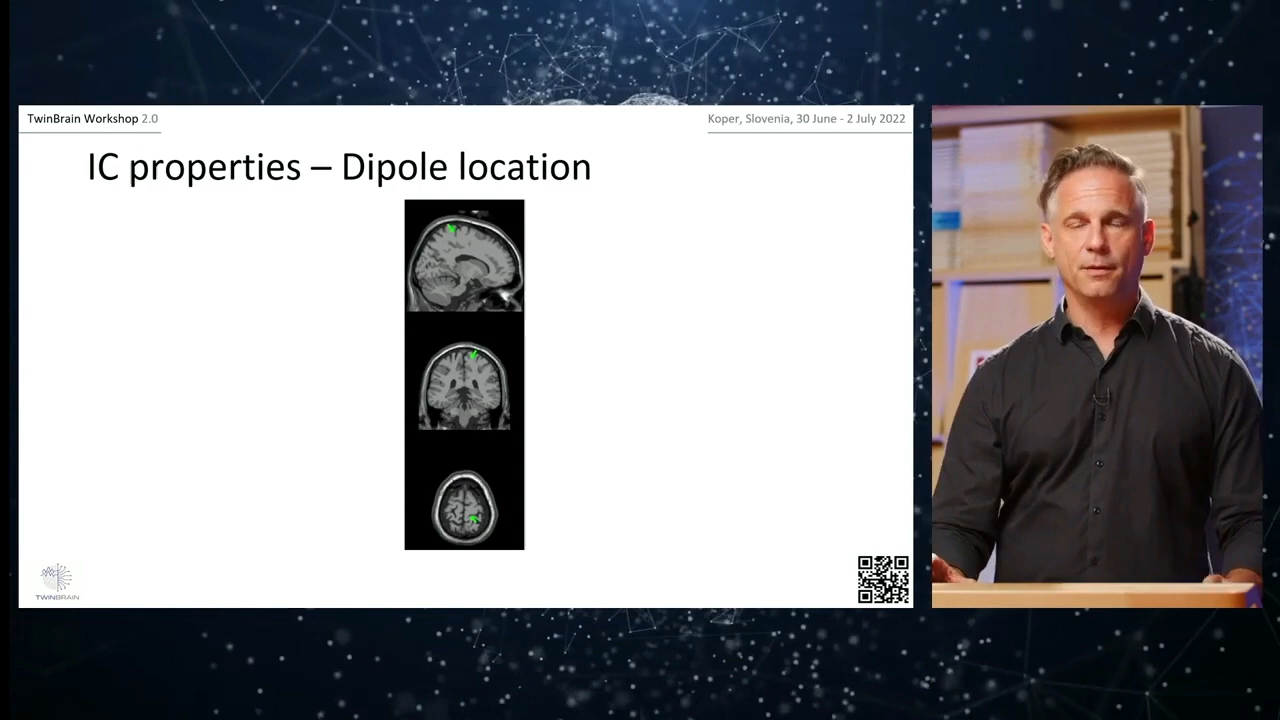 TwinBrain Workshop 2.0
Koper, Slovenia, 30 June - 2 July 2022
IC properties – Dipole location
TWINBRAIN